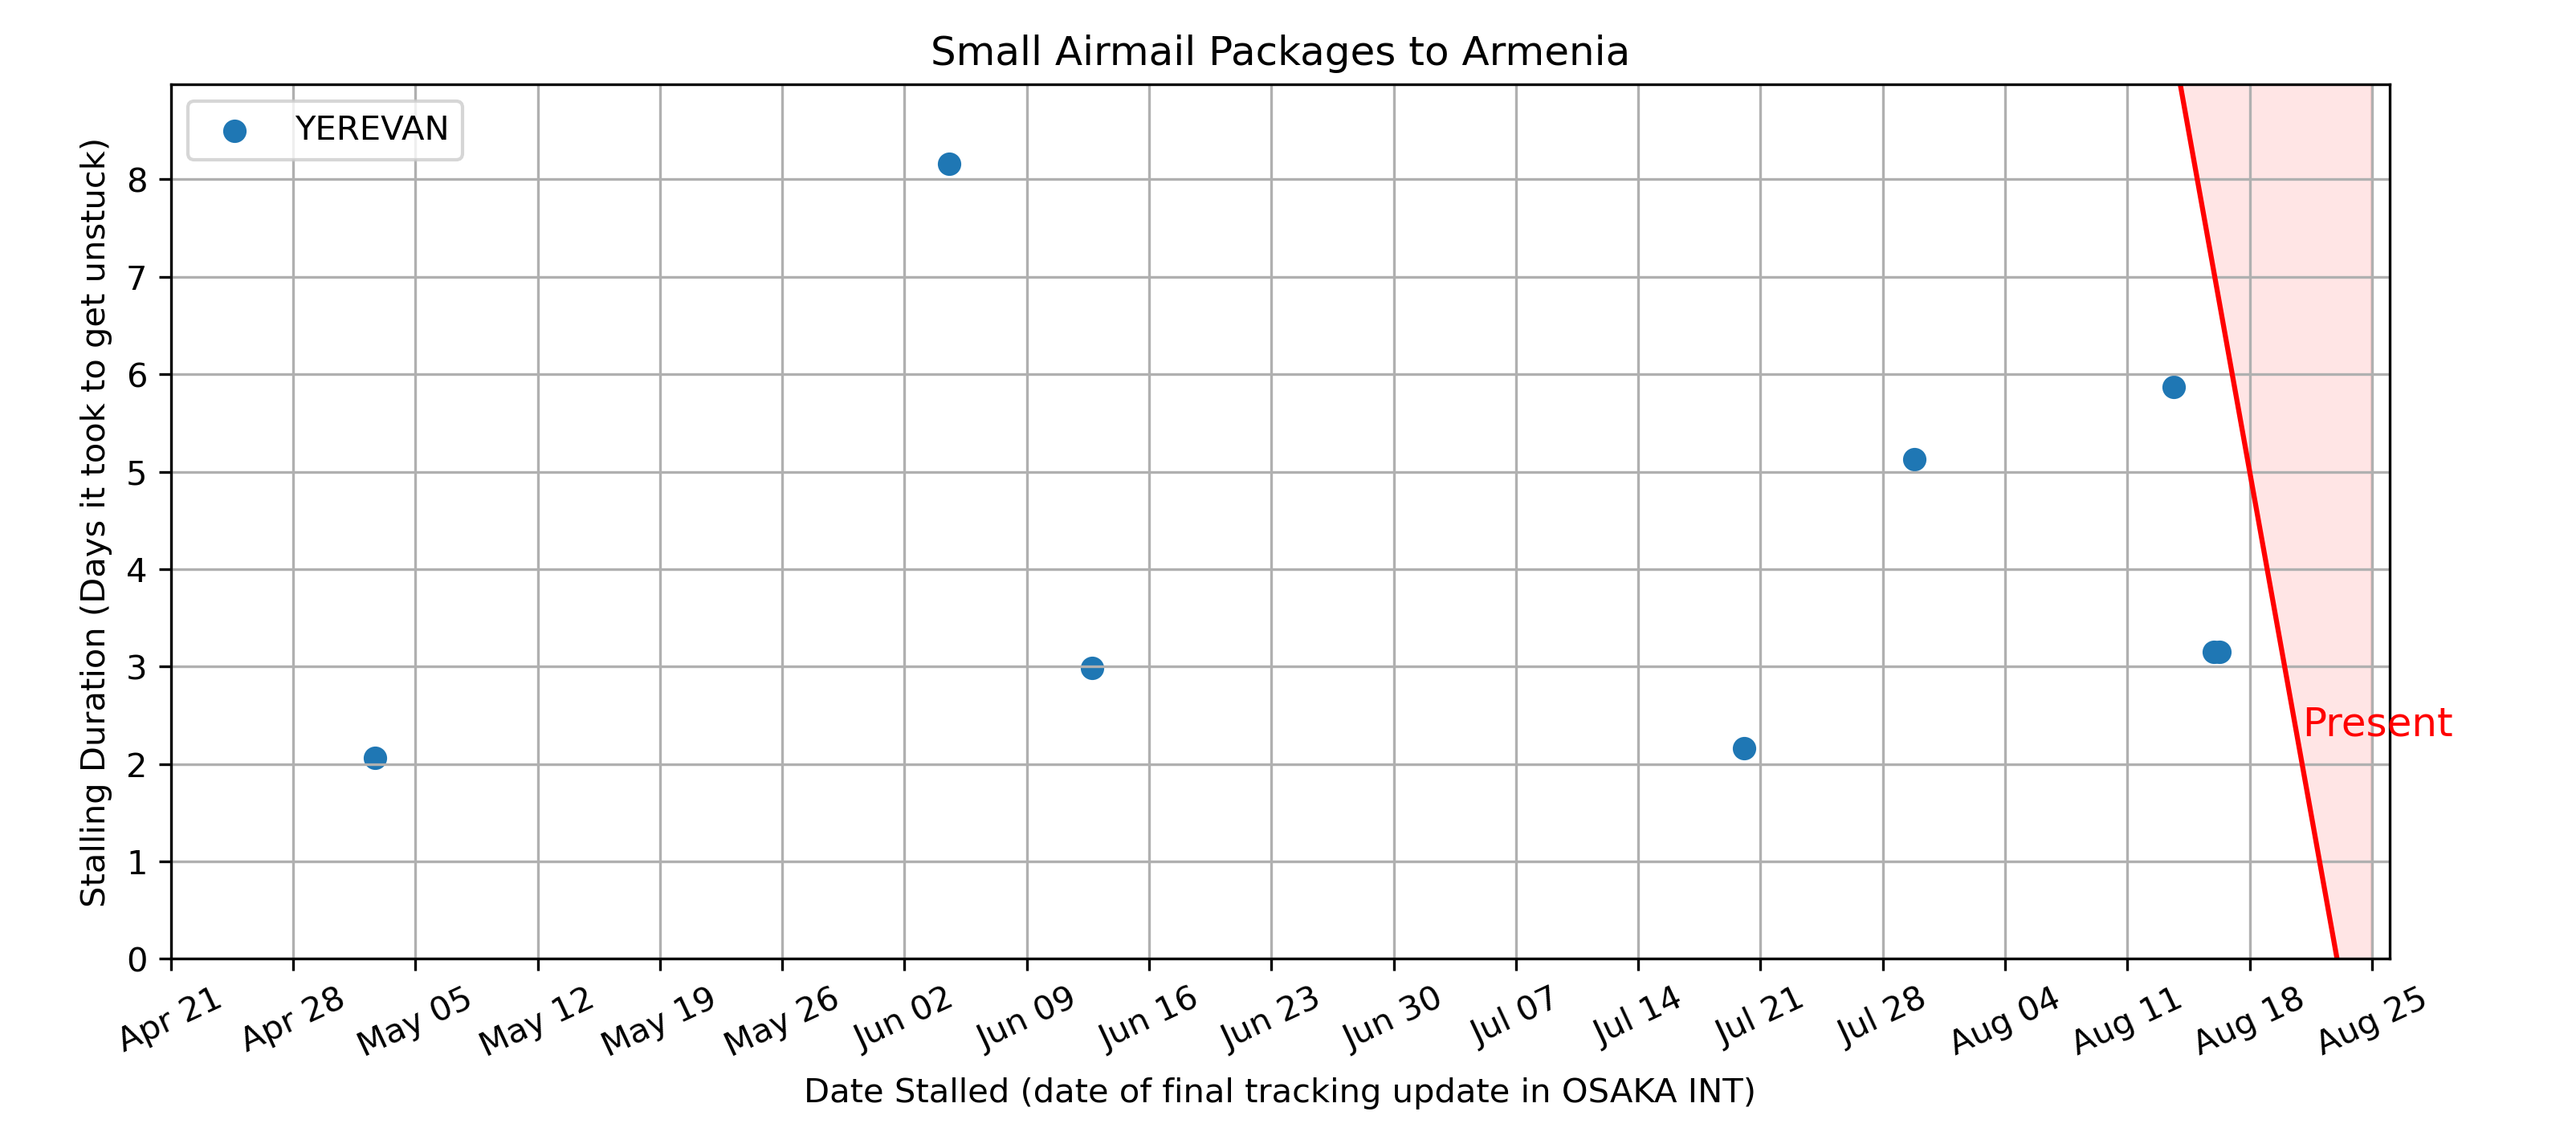 Small Airmail Packages to Armenia
YEREVAN
Stalling Duration (Days it took to get unstuck)
8
7
6
5
4
3
2
1
0
Present
Apr 21
Apr 28
May 05
May 12
May 19
May 26
Jun 02
Jun 09
Jun 16
Jun 23
Jun 30
Jul 07
Jul 14
Jul 21
Jul 28
Aug 04
Aug 11
Aug 18
Aug 25
Date Stalled (date of final tracking update in OSAKA INT)